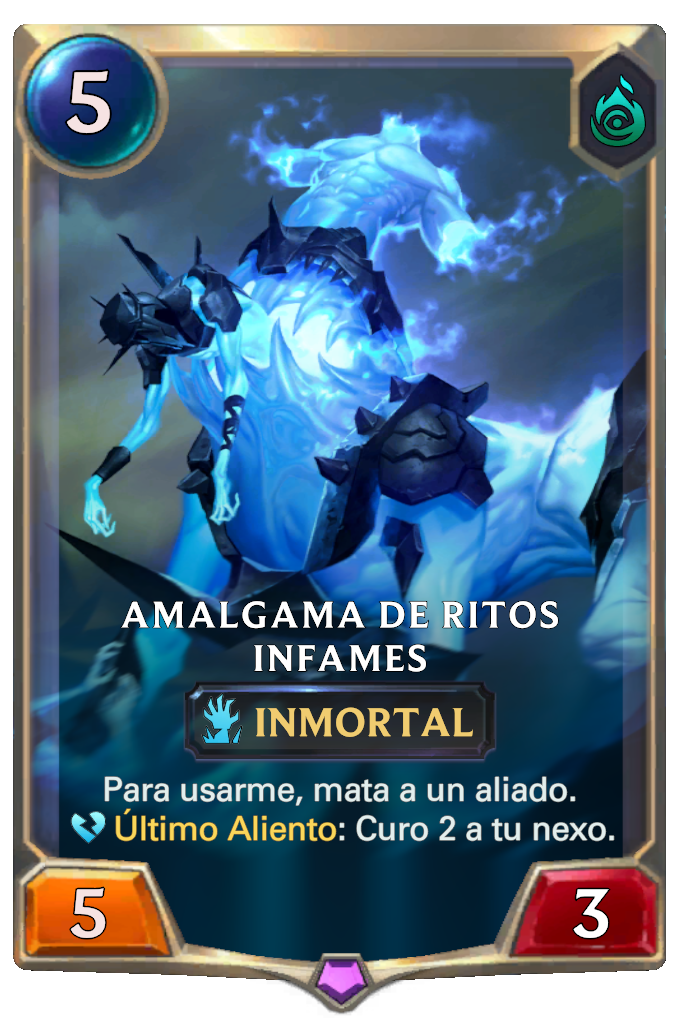 5
AMALGAMA DE RITOS
INFAMES
INMORTAL
Para usarme, mata a un aliado.
Último Aliento: Curo 2 a tu nexo.
5
3